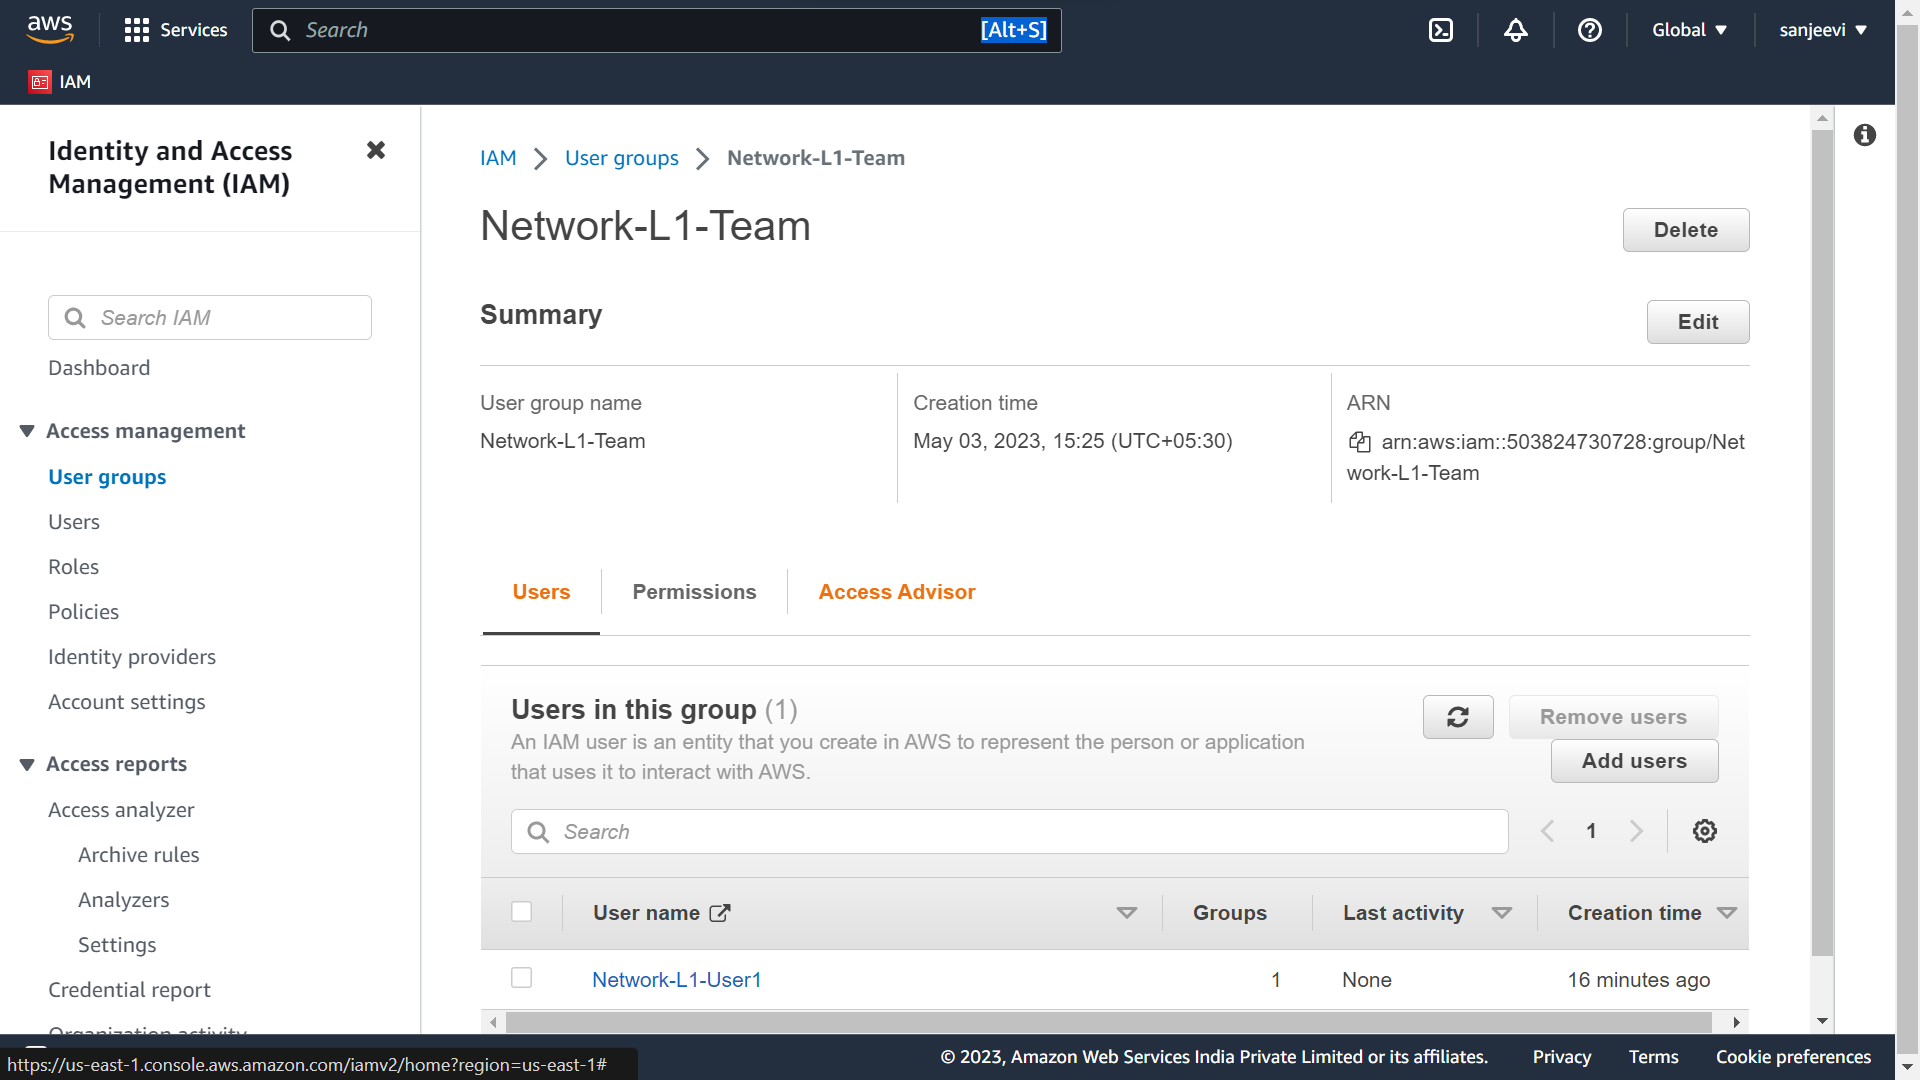 aws
Services
Search
[Alt+S]
Global
sanjeevi
IAM
Identity and Access
Management (IAM)
Search IAM
Dashboard
Access management
User groups
Users
Roles
Policies
Identity providers
Account settings
Access reports
Access analyzer
Archive rules
Analyzers
Settings
Credential report
Organization activity
IAM
User groups
Network-L1-Team
Network-L1-Team
Delete
Summary
Edit
User group name
Network-L1-Team
Creation time
May 03, 2023, 15:25 (UTC+05:30)
ARN
arn:aws:iam::503824730728:group/Net
work-L1-Team
Users
Permissions
Access Advisor
Users in this group (1)
An IAM user is an entity that you create in AWS to represent the person or application
that uses it to interact with AWS.
Remove users
Add users
Search
1
User name
Groups
Last activity
Creation time
Network-L1-User1
1
None
16 minutes ago
https://us-east-1.console.aws.amazon.com/iamv2/home?region=us-east-1#
© 2023, Amazon Web Services India Private Limited or its affiliates.
Privacy
Terms
Cookie preferences